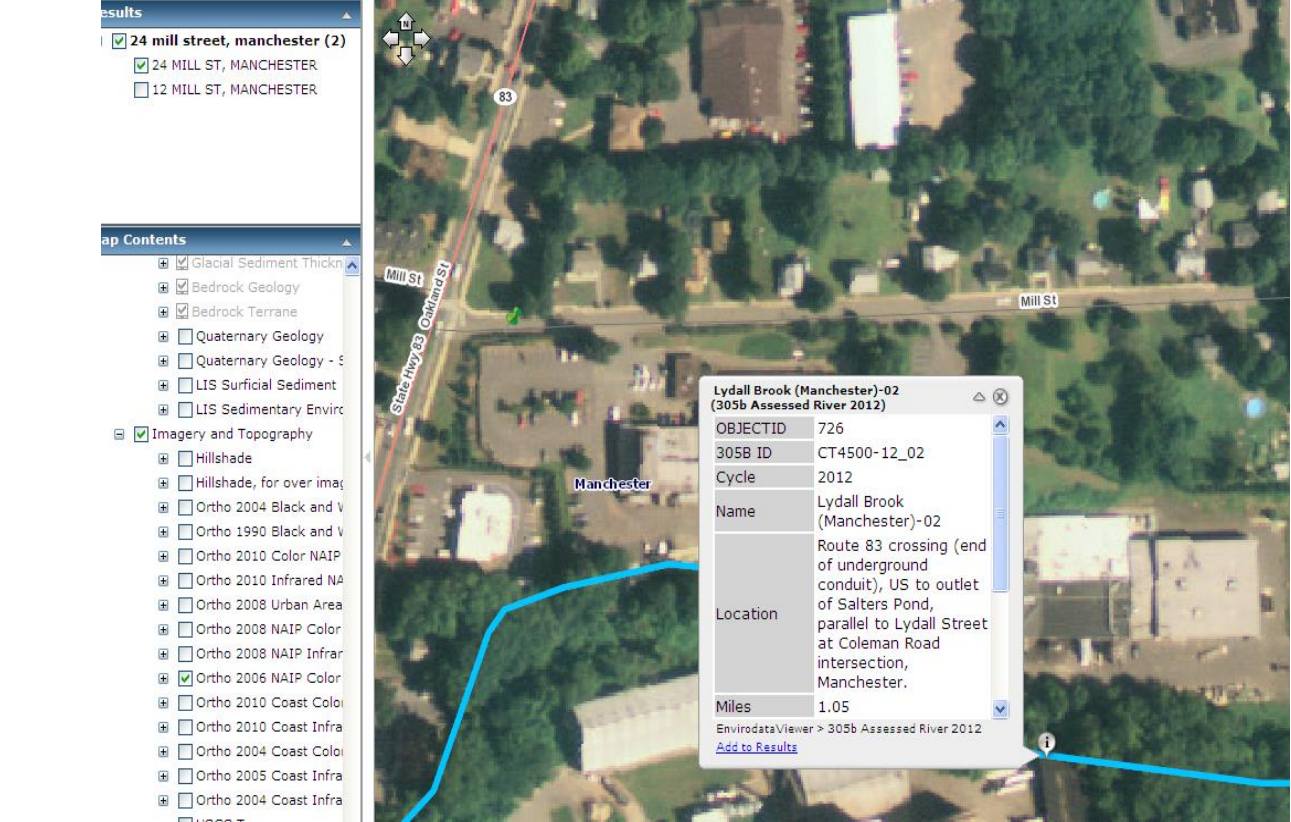 esults
24 mill street, manchester (2)
24 MILL ST, MANCHESTER
12 MILL ST, MANCHESTER
ap Contents
Glacial Sediment Thickn
Bedrock Geology
Bedrock Terrane
Quaternary Geology
Quaternary Geology - S
LIS Surficial Sediment
LIS Sedimentary Enviro
Imagery and Topography
Hillshade
Hillshade, for over imag
Ortho 2004 Black and W
Ortho 1990 Black and W
Ortho 2010 Color NAIP
Ortho 2010 Infrared NA
Ortho 2008 Urban Area
Ortho 2008 NAIP Color
Ortho 2008 NAIP Infrar
Ortho 2006 NAIP Color
Ortho 2010 Coast Color
Ortho 2010 Coast Infra
Ortho 2004 Coast Color
Ortho 2005 Coast Infra
Ortho 2004 Coast Infra
N
83
Mill St
State Hwy 83 Oakland St
Mill St
Manchester
Lydall Brook (Manchester)-02
(305b Assessed River 2012)
OBJECTID 726
305B ID CT4500-12_02
Cycle 2012
Name Lydall Brook
(Manchester)-02
Location Route 83 crossing (end
of underground
conduit), US to outlet
of Salters Pond,
parallel to Lydall Street
at Coleman Road
intersection,
Manchester.
Miles 1.05
EnvirodataViewer > 305b Assessed River 2012
Add to Results
i